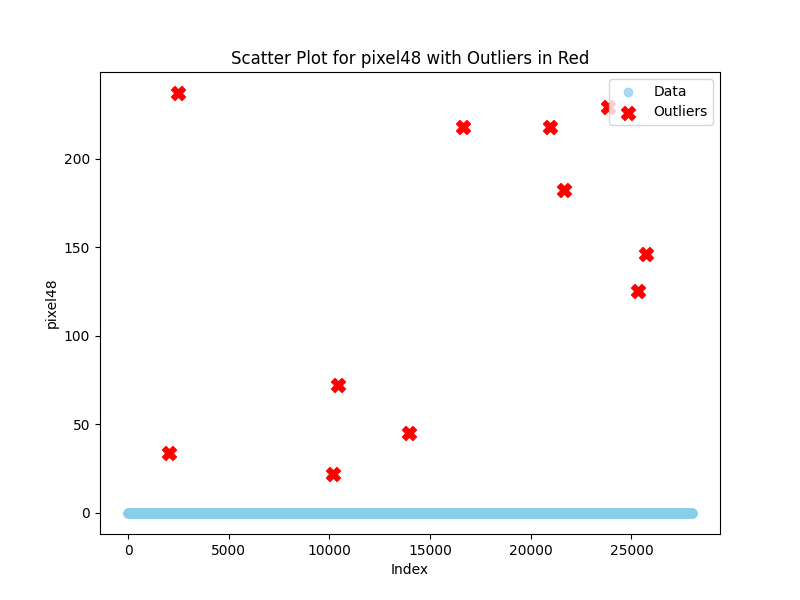 Scatter Plot for pixel48 with Outliers in Red
Data
Outliers
200
150
100
50
0
pixel48
0 5000 10000 15000 20000 25000
Index